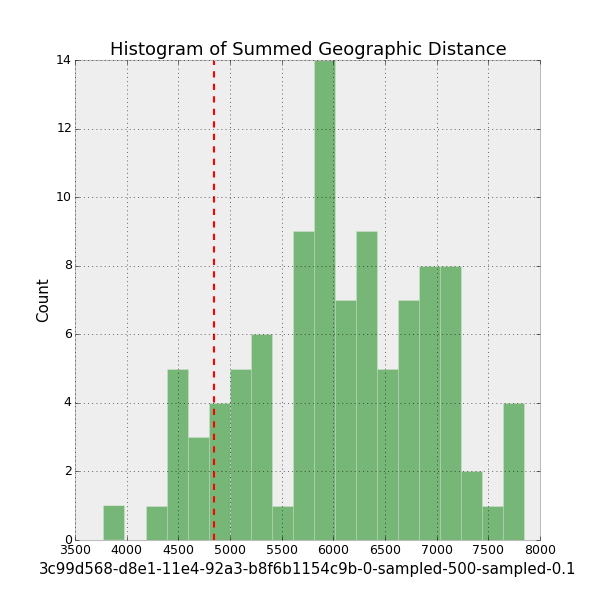 Histogram of Summed Geographic Distance
14
12
10
8
6
4
2
0
Count
3500 4000 4500 5000 5500 6000 6500 7000 7500 8000
3c99d568-d8e1-11e4-92a3-b8f6b1154c9b-0-sampled-500-sampled-0.1